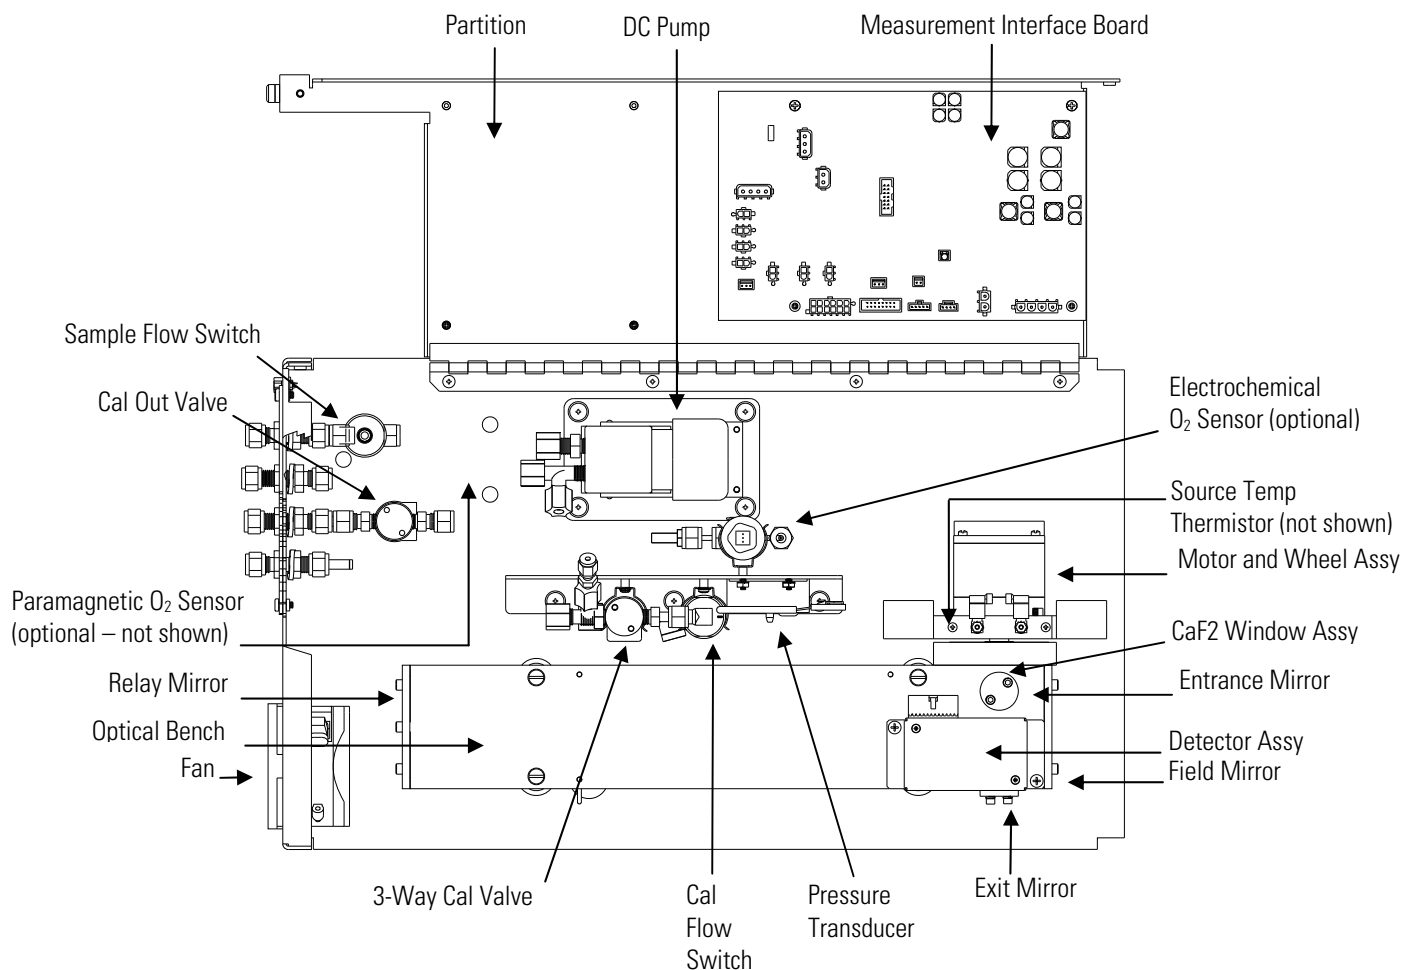 Partition
DC Pump
Measurement Interface Board
Sample Flow Switch
Cal Out Valve
Electrochemical
O₂ Sensor (optional)
Source Temp
Thermistor (not shown)
Motor and Wheel Assy
Paramagnetic O₂ Sensor
(optional – not shown)
CaF2 Window Assy
Relay Mirror
Entrance Mirror
Optical Bench
Detector Assy
Fan
Field Mirror
3-Way Cal Valve
Cal
Flow
Switch
Pressure
Transducer
Exit Mirror